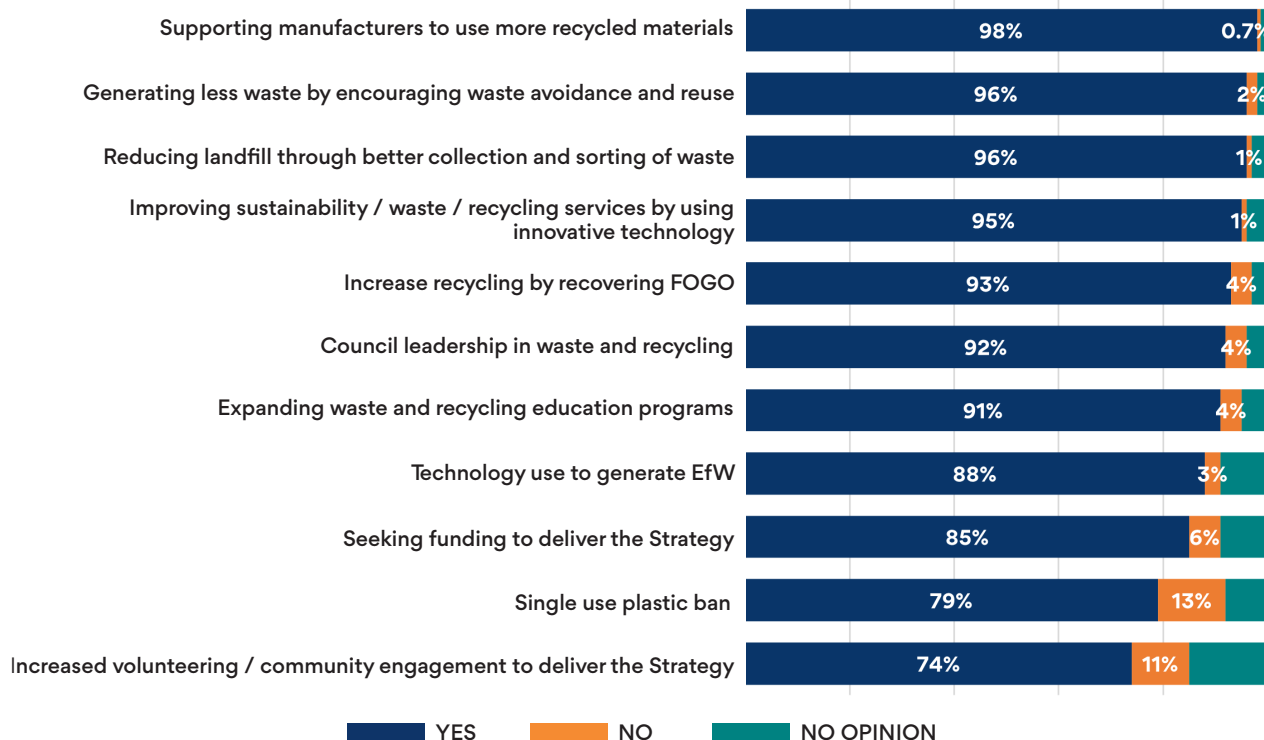 Supporting manufacturers to use more recycled materials 98% 0.7%
Generating less waste by encouraging waste avoidance and reuse 96% 2%
Reducing landfill through better collection and sorting of waste 96% 1%
Improving sustainability / waste / recycling services by using
innovative technology 95% 1%
Increase recycling by recovering FOGO 93% 4%
Council leadership in waste and recycling 92% 4%
Expanding waste and recycling education programs 91% 4%
Technology use to generate EfW 88% 3%
Seeking funding to deliver the Strategy 85% 6%
Single use plastic ban 79% 13%
Increased volunteering / community engagement to deliver the Strategy 74% 11%
YES NO NO OPINION